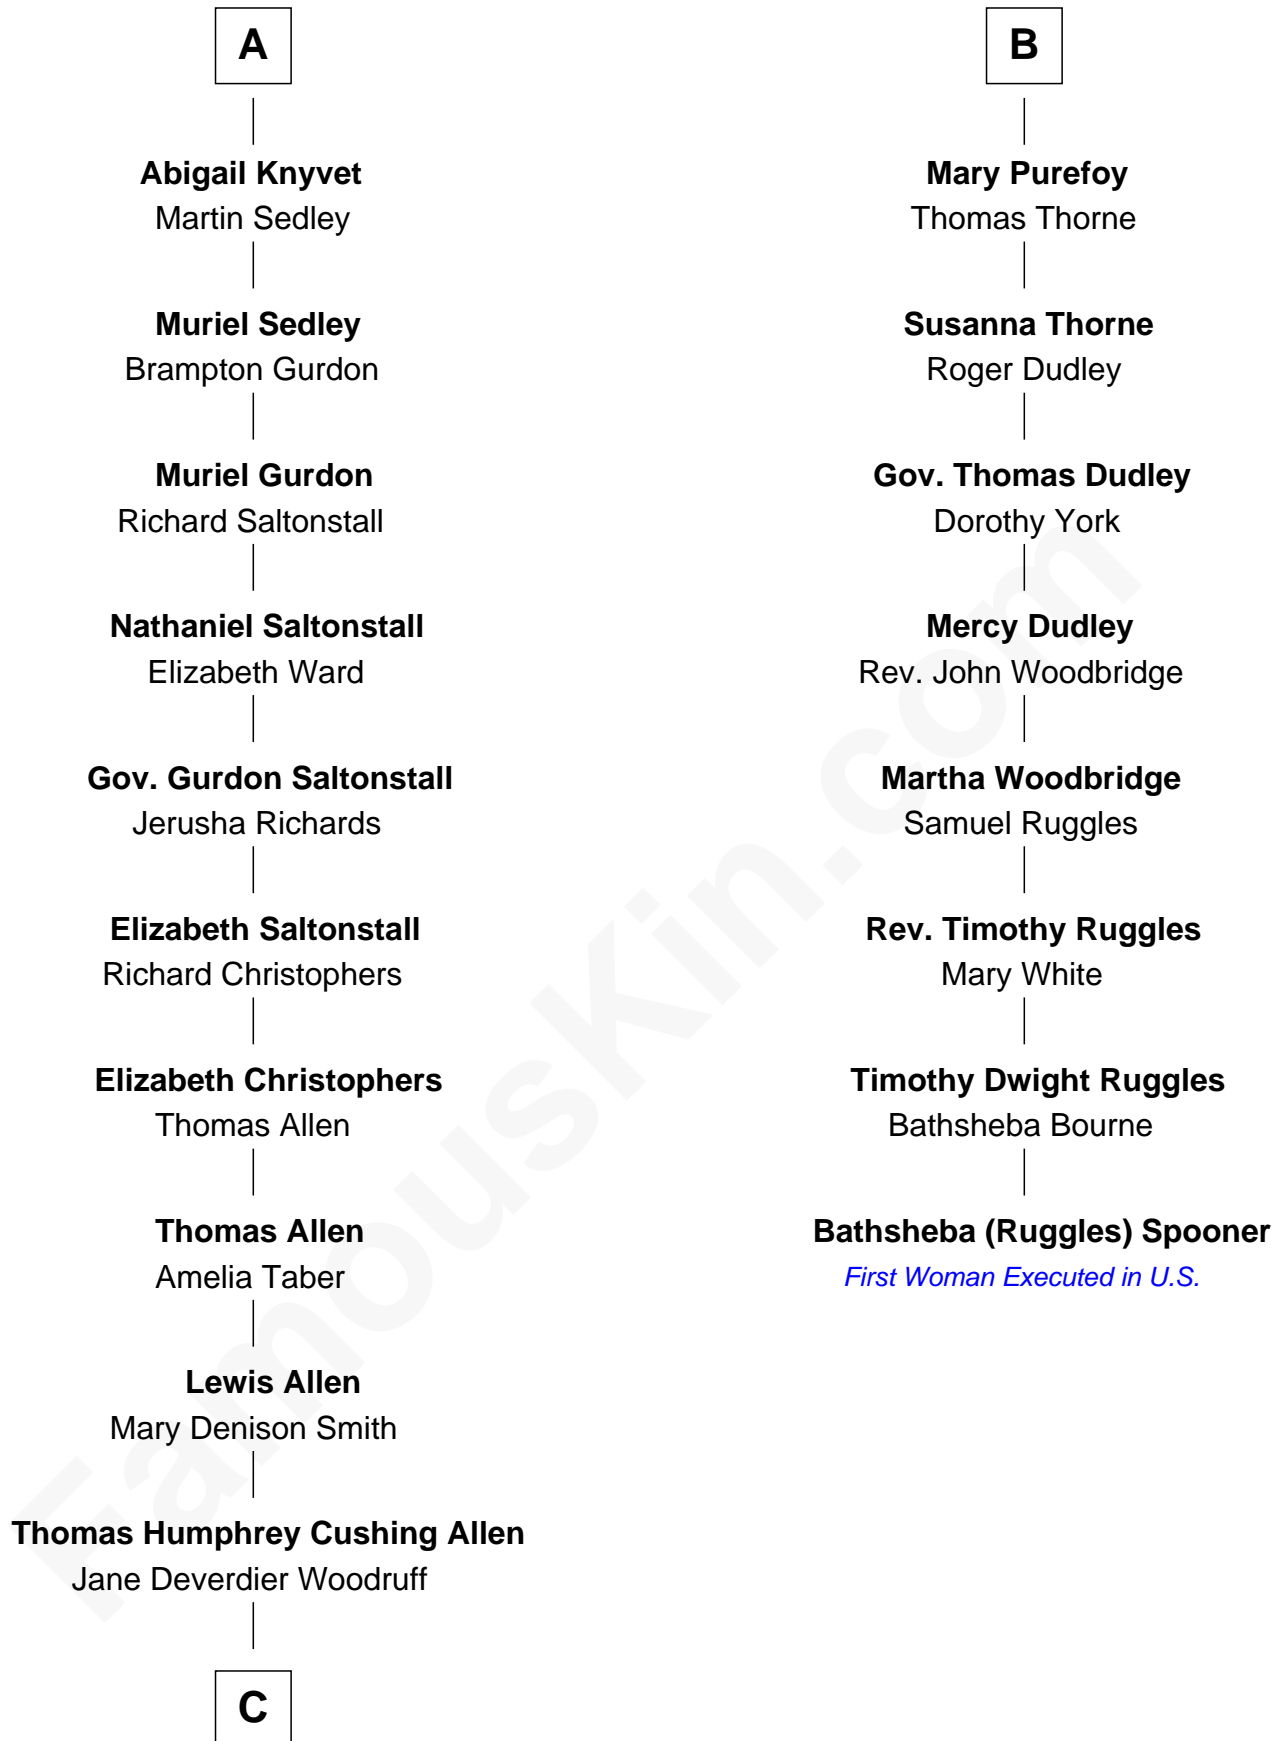 A
Abigail Knyvet
Martin Sedley
Muriel Sedley
Brampton Gurdon
Muriel Gurdon
Richard Saltonstall
Nathaniel Saltonstall
Elizabeth Ward
Gov. Gurdon Saltonstall
Jerusha Richards
Elizabeth Saltonstall
Richard Christophers
Elizabeth Christophers
Thomas Allen
Thomas Allen
Amelia Taber
Lewis Allen
Mary Denison Smith
Thomas Humphrey Cushing Allen
Jane Deverdier Woodruff
C
B
Mary Purefoy
Thomas Thorne
Susanna Thorne
Roger Dudley
Gov. Thomas Dudley
Dorothy York
Mercy Dudley
Rev. John Woodbridge
Martha Woodbridge
Samuel Ruggles
Rev. Timothy Ruggles
Mary White
Timothy Dwight Ruggles
Bathsheba Bourne
Bathsheba (Ruggles) Spooner
First Woman Executed in U.S.
FamousKin.com